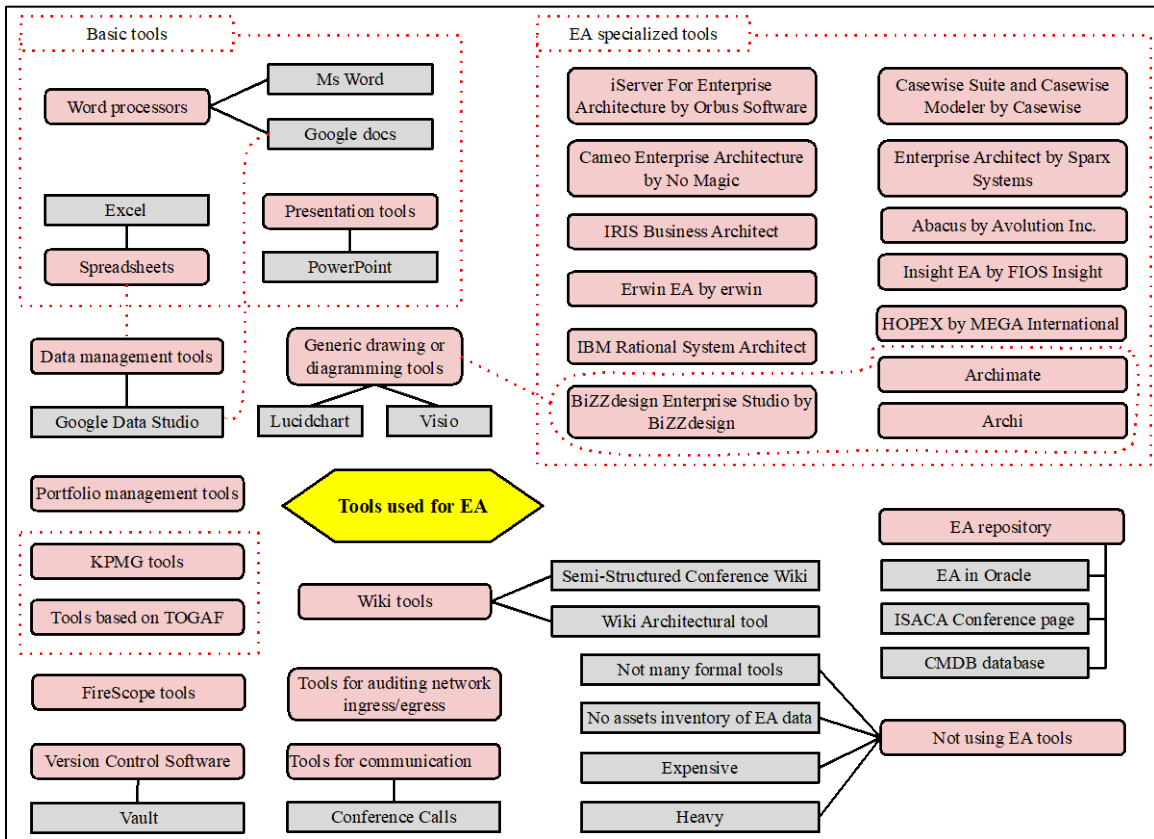 Basic tools
Word processors
Ms Word
Google docs
Excel
Spreadsheets
Presentation tools
PowerPoint
EA specialized tools
iServer For Enterprise
Architecture by Orbus Software
Casewise Suite and Casewise
Modeler by Casewise
Cameo Enterprise Architecture
by No Magic
Enterprise Architect by Sparx
Systems
IRIS Business Architect
Abacus by Avolution Inc.
Erwin EA by erwin
Insight EA by FIOS Insight
IBM Rational System Architect
HOPEX by MEGA International
BiZZdesign Enterprise Studio by
BiZZdesign
Archimate
Archi
Data management tools
Google Data Studio
Generic drawing or
diagramming tools
Lucidchart
Visio
Portfolio management tools
Tools used for EA
KPMG tools
Tools based on TOGAF
Wiki tools
Semi-Structured Conference Wiki
Wiki Architectural tool
EA repository
EA in Oracle
ISACA Conference page
CMDB database
FireScope tools
Tools for auditing network
ingress/egress
Not many formal tools
No assets inventory of EA data
Expensive
Heavy
Not using EA tools
Version Control Software
Vault
Tools for communication
Conference Calls